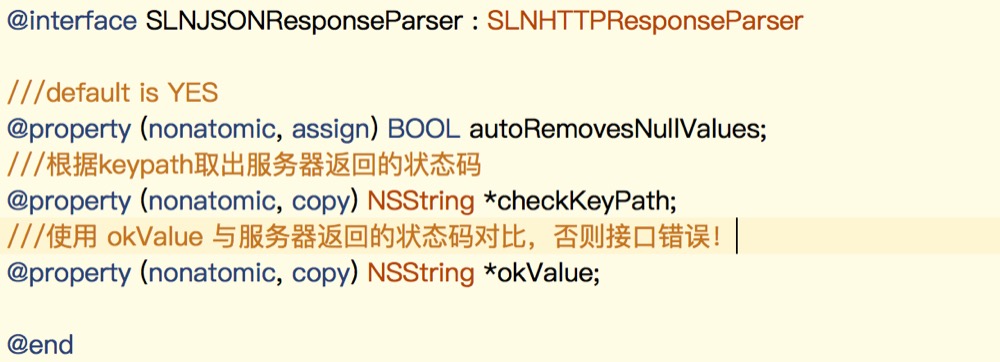 @interface SLNJSONResponseParser : SLNHTTPResponseParser
///default is YES
@property (nonatomic, assign) BOOL autoRemovesNullValues;
///根据keypath取出服务器返回的状态码
@property (nonatomic, copy) NSString *checkKeyPath;
///使用 okValue 与服务器返回的状态码对比，否则接口错误！
@property (nonatomic, copy) NSString *okValue;
@end